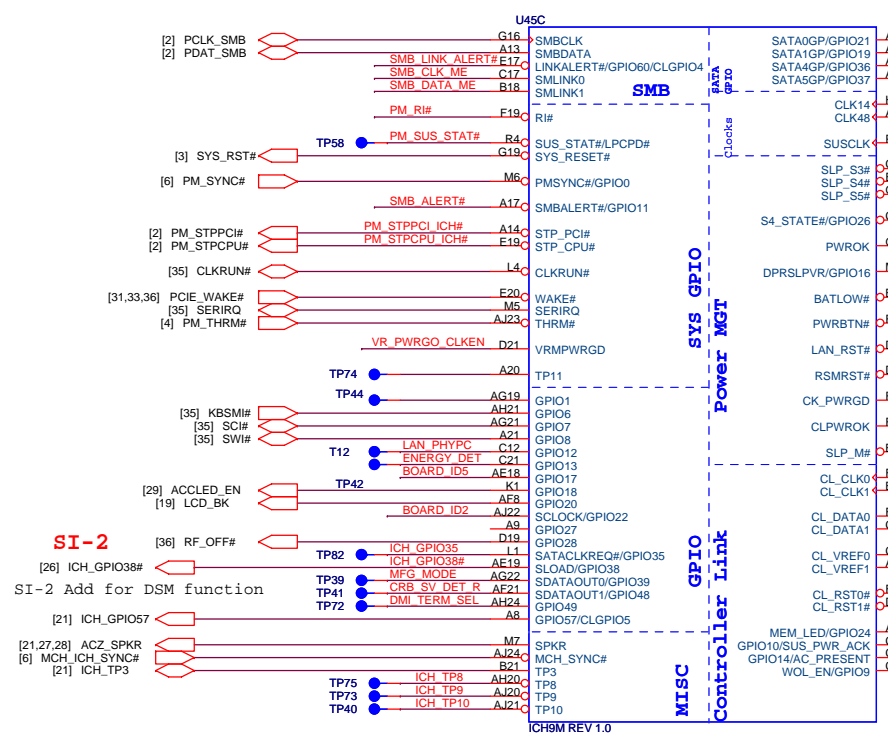 U45C
[2] PCLK_SMB G16 SMBCLK SATA0GP/GPIO21
[2] PDAT_SMB A13 SMBDATA SATA1GP/GPIO19
SMB_LINK_ALERT# E17 LINKALERT#/GPIO60/CLGPIO4 SATA4GP/GPIO36
SMB_CLK_ME C17 SMLINK0 SATA5GP/GPIO37
SMB_DATA_ME B18 SMLINK1
SMB
SATA
GPIO
CLK14
PM_RI# F19 RI# CLK48
Clocks
PM_SUS_STAT# TP58 R4 SUS_STAT#/LPCPD# SUSCLK
[3] SYS_RST# G19 SYS_RESET#
SLP_S3#
[6] PM_SYNC# M6 PMSYNC#/GPIO0 SLP_S4#
SLP_S5#
SMB_ALERT# A17 SMBALERT#/GPIO11
S4_STATE#/GPIO26
[2] PM_STPPCI# PM_STPPCI_ICH# A14 STP_PCI#
[2] PM_STPCPU# PM_STPCPU_ICH# E19 STP_CPU# PWROK
[35] CLKRUN# L4 CLKRUN# DPRSLPVR/GPIO16
[31,33,36] PCIE_WAKE# E20 WAKE# BATLOW#
[35] SERIRQ M5 SERIRQ
[4] PM_THRM# AJ23 THRM# PWRBTN#
SYS GPIO
Power MGT
VR_PWRGO_CLKEN D21 VRMPWRGD LAN_RST#
TP74 A20 TP11 RSMRST#
TP44 AG19 GPIO1 CK_PWRGD
[35] KBSMI# AH21 GPIO6
[35] SCI# AG21 GPIO7 CLPWROK
[35] SWI# A21 GPIO8
T12 LAN_PHYPC C12 GPIO12 SLP_M#
ENERGY_DET C21 GPIO13
BOARD_ID5 AE18 GPIO17 CL_CLK0
[29] ACCLED_EN TP42 K1 GPIO18 CL_CLK1
[19] LCD_BK AF8 GPIO20
BOARD_ID2 AJ22 SCLOCK/GPIO22 CL_DATA0
A9 GPIO27 CL_DATA1
SI-2
[36] RF_OFF# D19 GPIO28
TP82 ICH_GPIO35 L1 SATACLKREQ#/GPIO35 CL_VREF0
[26] ICH_GPIO38# ICH_GPIO38# AE19 SLOAD/GPIO38 CL_VREF1
TP39 MFG_MODE AG22 SDATAOUT0/GPIO39
SI-2 Add for DSM function
TP41 CRB_SV_DET_R AF21 SDATAOUT1/GPIO48 CL_RST0#
TP72 DMI_TERM_SEL AH24 GPIO49 CL_RST1#
[21] ICH_GPIO57 A8 GPIO57/CLGPIO5
GPIO
Controller Link
MEM_LED/GPIO24
[21,27,28] ACZ_SPKR M7 SPKR GPIO10/SUS_PWR_ACK
[6] MCH_ICH_SYNC# AJ24 MCH_SYNC# GPIO14/AC_PRESENT
[21] ICH_TP3 B21 TP3 WOL_EN/GPIO9
TP75 ICH_TP8 AH20 TP8
TP73 ICH_TP9 AJ20 TP9
TP40 ICH_TP10 AJ21 TP10
MISC
ICH9M REV 1.0